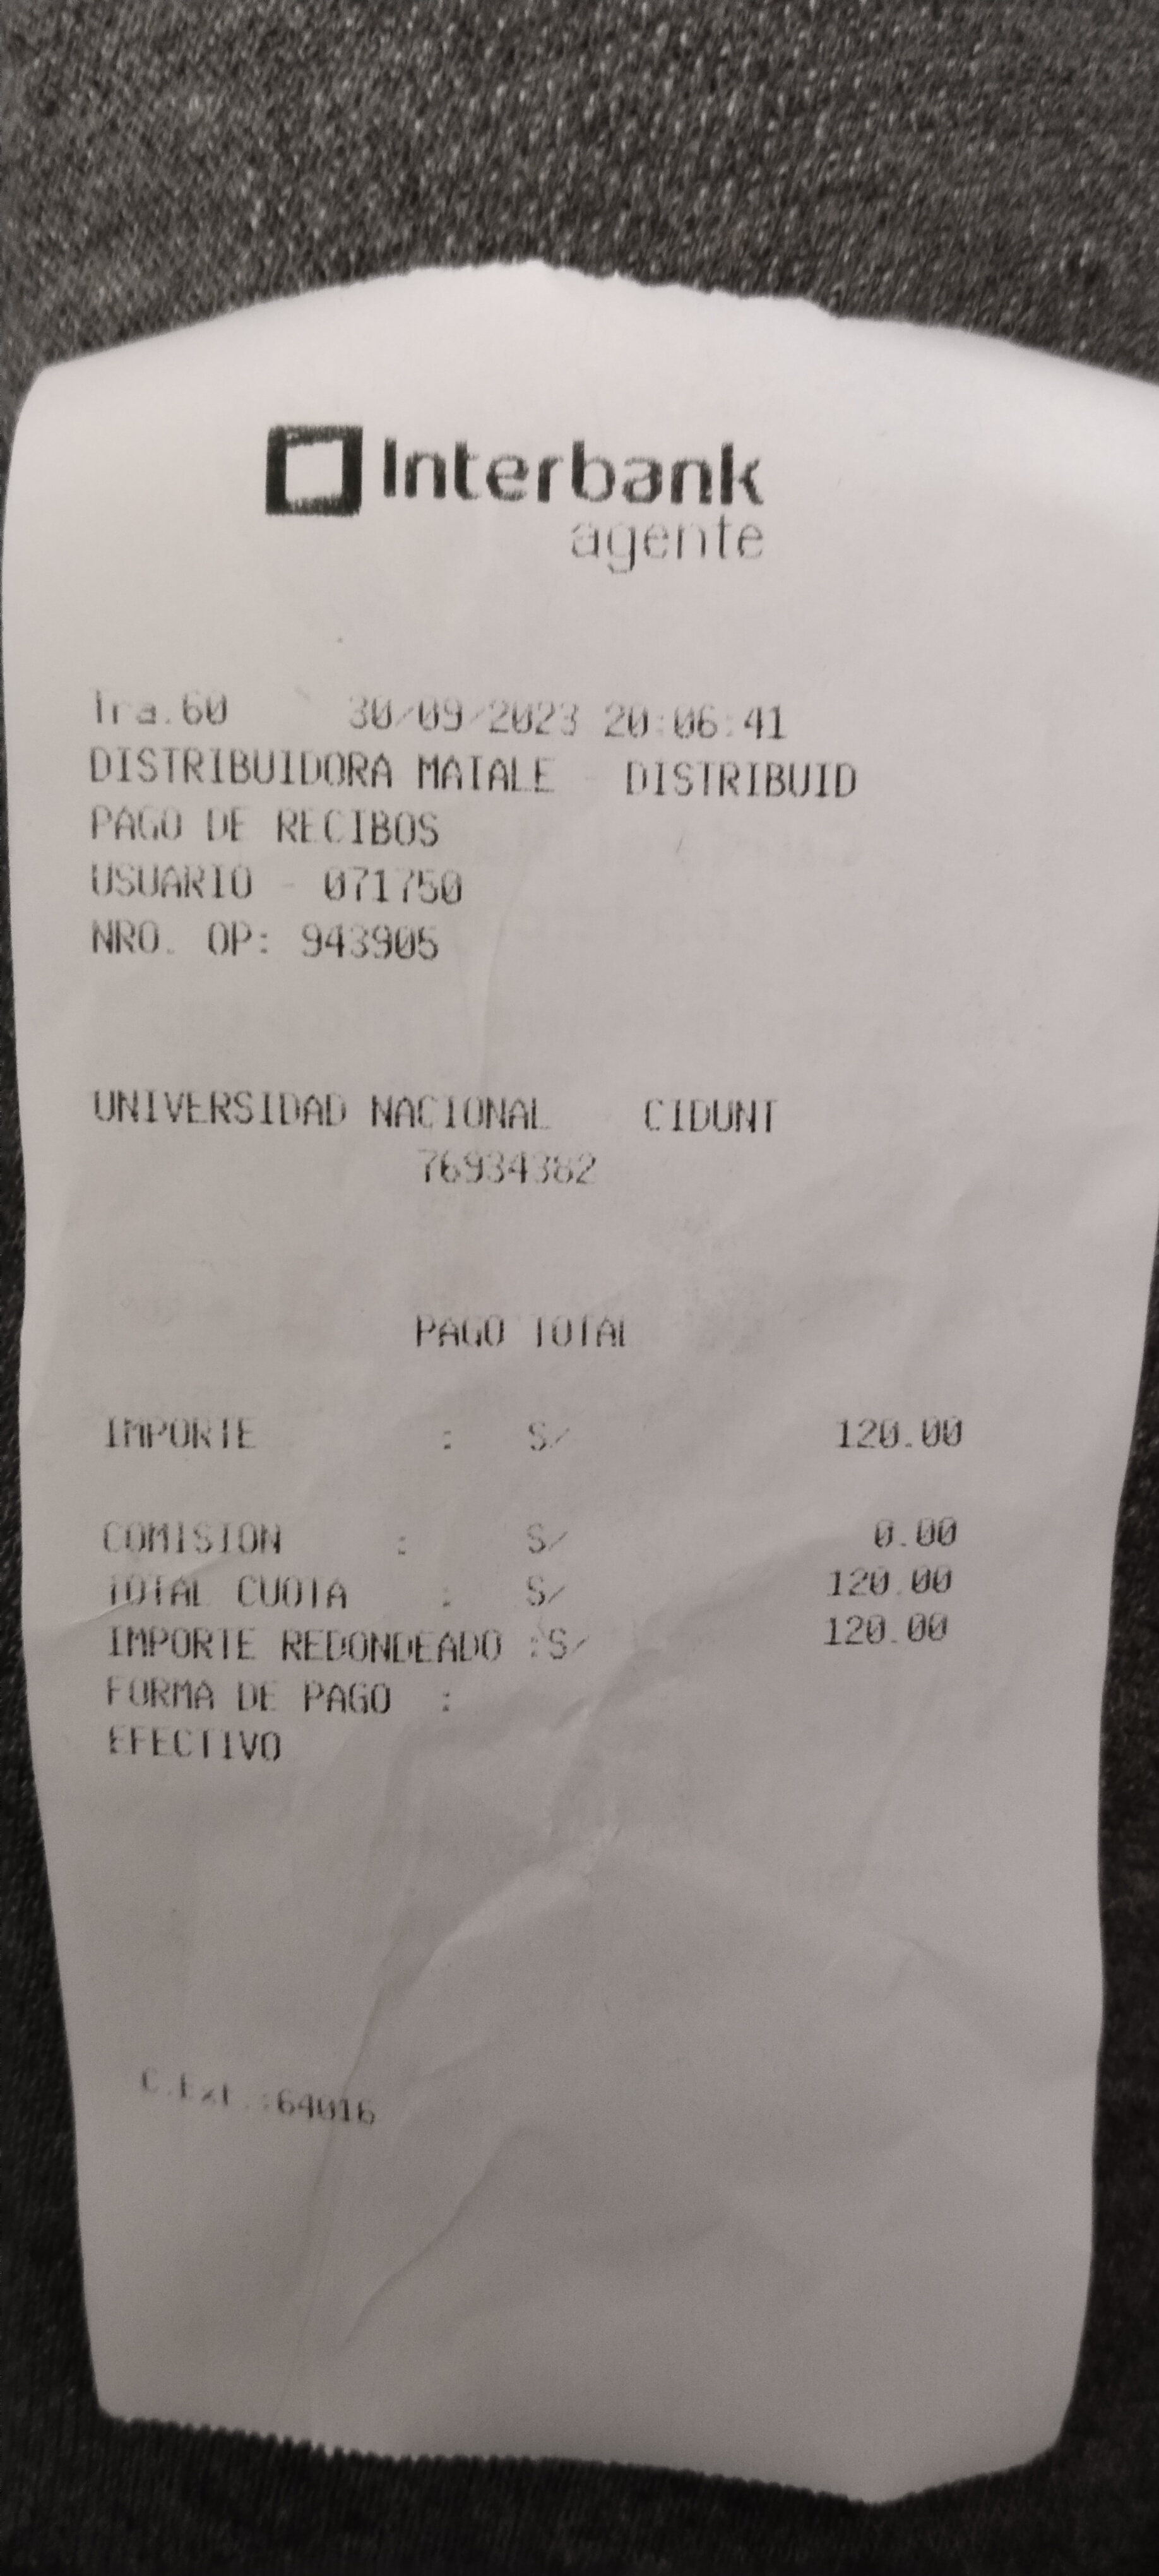 Interbank
agente
Tra.60 30/09/2023 20:06:41
DISTRIBUIDORA MATALE - DISTRIBUID
PAGO DE RECIBOS
USUARIO - 071750
NRO. OP: 943905
UNIVERSIDAD NACIONAL CIDUNT
76934382
PAGO TOTAL
IMPORTE : S/ 120.00
COMISION : S/ 0.00
TOTAL CUOTA : S/ 120.00
IMPORTE REDONDEADO :S/ 120.00
FORMA DE PAGO :
EFECTIVO
C.Ext.:64016